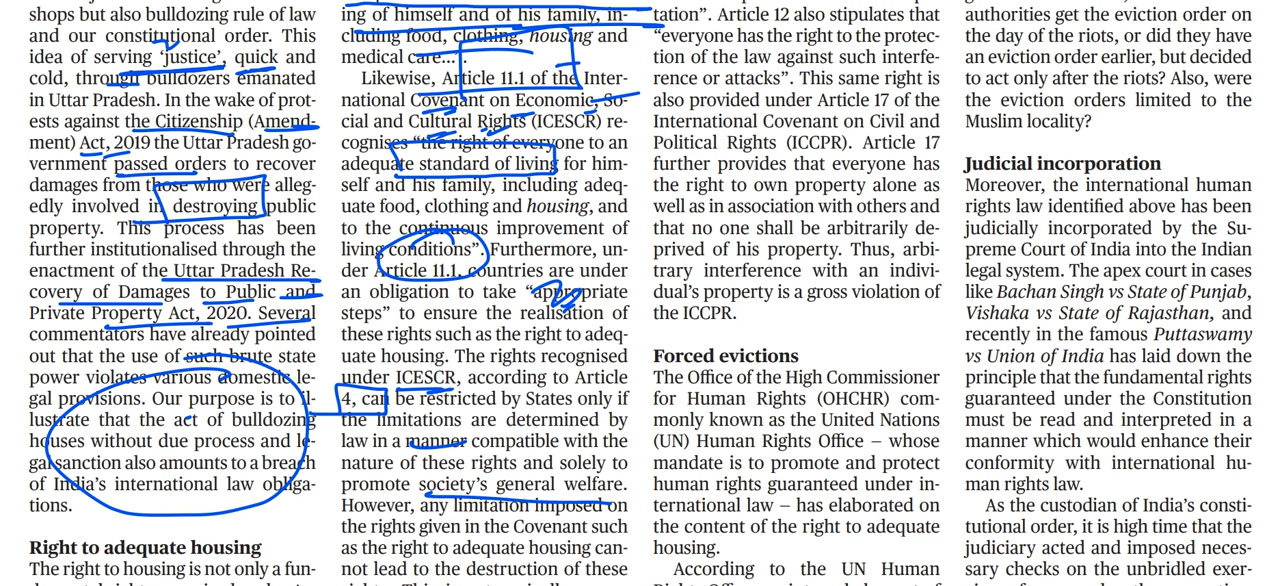 shops but also bulldozing rule of law
and our constitutional order. This
idea of serving ‘justice’, quick and
cold, through bulldozers emanated
in Uttar Pradesh. In the wake of prot-
ests against the Citizenship (Amend-
ment) Act, 2019 the Uttar Pradesh go-
vernment passed orders to recover
damages from those who were alleg-
edly involved in destroying public
property. This process has been
further institutionalised through the
enactment of the Uttar Pradesh Re-
covery of Damages to Public and
Private Property Act, 2020. Several
commentators have already pointed
out that the use of such brute state
power violates various domestic le-
gal provisions. Our purpose is to il-
lustrate that the act of bulldozing
houses without due process and le-
gal sanction also amounts to a breach
of India’s international law obliga-
tions.
Right to adequate housing
The right to housing is not only a fun-
ing of himself and of his family, in-
cluding food, clothing, housing and
medical care....
Likewise, Article 11.1 of the Inter-
national Covenant on Economic, So-
cial and Cultural Rights (ICESCR) re-
cognises “the right of everyone to an
adequate standard of living for him-
self and his family, including adeq-
uate food, clothing and housing, and
to the continuous improvement of
living conditions”. Furthermore, un-
der Article 11.1, countries are under
an obligation to take “appropriate
steps” to ensure the realisation of
these rights such as the right to adeq-
uate housing. The rights recognised
under ICESCR, according to Article
4, can be restricted by States only if
the limitations are determined by
law in a manner compatible with the
nature of these rights and solely to
promote society’s general welfare.
However, any limitation imposed on
the rights given in the Covenant such
as the right to adequate housing can-
not lead to the destruction of these
tation”. Article 12 also stipulates that
“everyone has the right to the protec-
tion of the law against such interfe-
rence or attacks”. This same right is
also provided under Article 17 of the
International Covenant on Civil and
Political Rights (ICCPR). Article 17
further provides that everyone has
the right to own property alone as
well as in association with others and
that no one shall be arbitrarily de-
prived of his property. Thus, arbi-
trary interference with an indivi-
dual’s property is a gross violation of
the ICCPR.
Forced evictions
The Office of the High Commissioner
for Human Rights (OHCHR) com-
monly known as the United Nations
(UN) Human Rights Office – whose
mandate is to promote and protect
human rights guaranteed under in-
ternational law – has elaborated on
the content of the right to adequate
housing.
According to the UN Human
authorities get the eviction order on
the day of the riots, or did they have
an eviction order earlier, but decided
to act only after the riots? Also, were
the eviction orders limited to the
Muslim locality?
Judicial incorporation
Moreover, the international human
rights law identified above has been
judicially incorporated by the Su-
preme Court of India into the Indian
legal system. The apex court in cases
like Bachan Singh vs State of Punjab,
Vishaka vs State of Rajasthan, and
recently in the famous Puttaswamy
vs Union of India has laid down the
principle that the fundamental rights
guaranteed under the Constitution
must be read and interpreted in a
manner which would enhance their
conformity with international hu-
man rights law.
As the custodian of India’s consti-
tutional order, it is high time that the
judiciary acted and imposed neces-
sary checks on the unbridled exer-